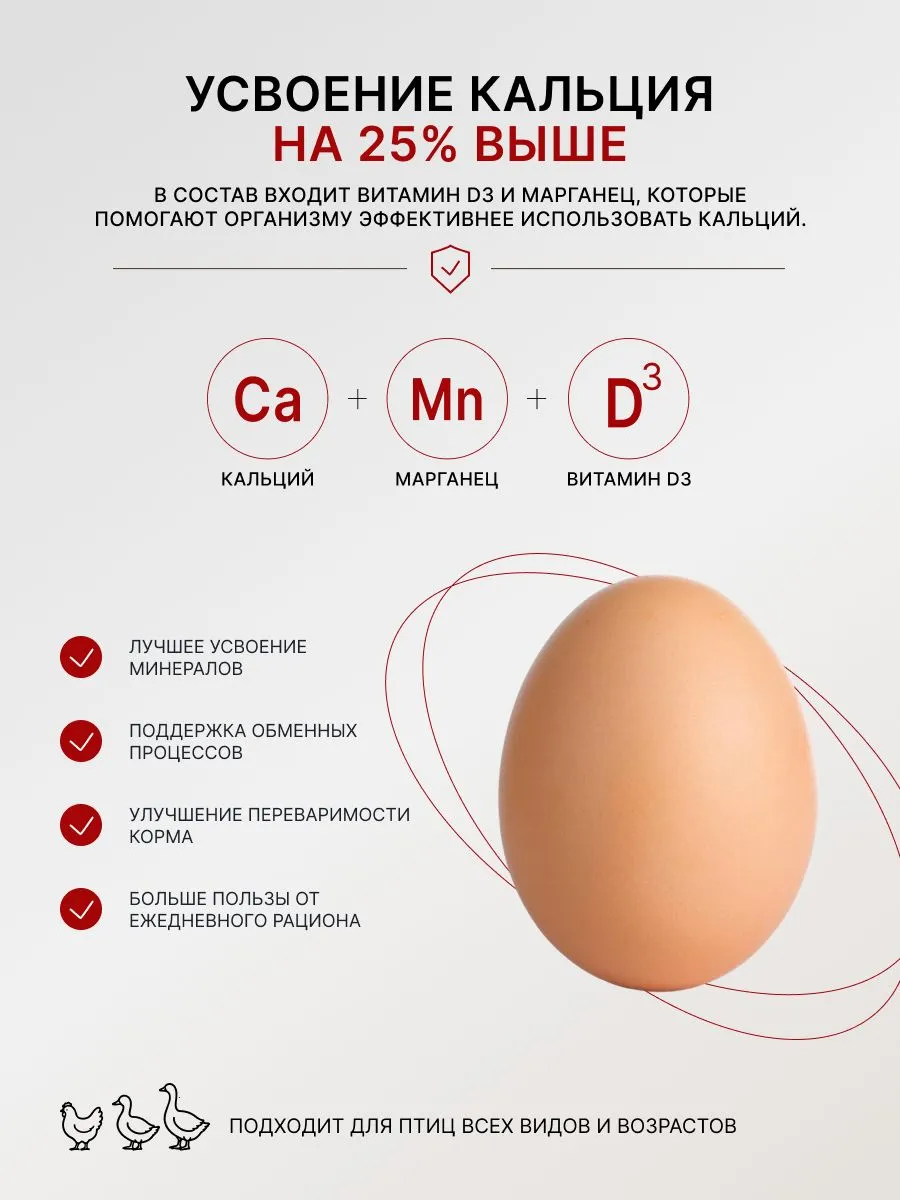 УСВОЕНИЕ КАЛЬЦИЯ
НА 25% ВЫШЕ
В СОСТАВ ВХОДИТ ВИТАМИН D3 И МАРГАНЕЦ, КОТОРЫЕ
ПОМОГАЮТ ОРГАНИЗМУ ЭФФЕКТИВНЕЕ ИСПОЛЬЗОВАТЬ КАЛЬЦИЙ.
Ca + Mn + D³
КАЛЬЦИЙ МАРГАНЕЦ ВИТАМИН D3
ЛУЧШЕЕ УСВОЕНИЕ
МИНЕРАЛОВ
ПОДДЕРЖКА ОБМЕННЫХ
ПРОЦЕССОВ
УЛУЧШЕНИЕ ПЕРЕВАРИМОСТИ
КОРМА
БОЛЬШЕ ПОЛЬЗЫ ОТ
ЕЖЕДНЕВНОГО РАЦИОНА
ПОДХОДИТ ДЛЯ ПТИЦ ВСЕХ ВИДОВ И ВОЗРАСТОВ